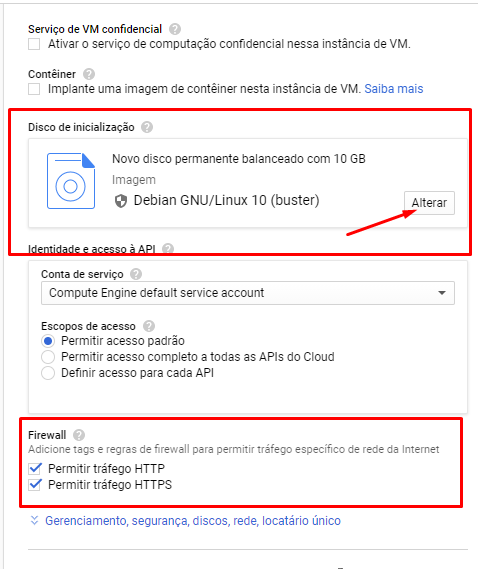 Serviço de VM confidencial ?
Ativar o serviço de computação confidencial nessa instância de VM.
Contêiner ?
Implante uma imagem de contêiner nesta instância de VM. Saiba mais
Disco de inicialização ?
Novo disco permanente balanceado com 10 GB
Imagem
Debian GNU/Linux 10 (buster)
Alterar
Identidade e acesso à API ?
Conta de serviço ?
Compute Engine default service account
Escopos de acesso ?
Permitir acesso padrão
Permitir acesso completo a todas as APIs do Cloud
Definir acesso para cada API
Firewall ?
Adicione tags e regras de firewall para permitir tráfego específico de rede da Internet
Permitir tráfego HTTP
Permitir tráfego HTTPS
Gerenciamento, segurança, discos, rede, locatário único